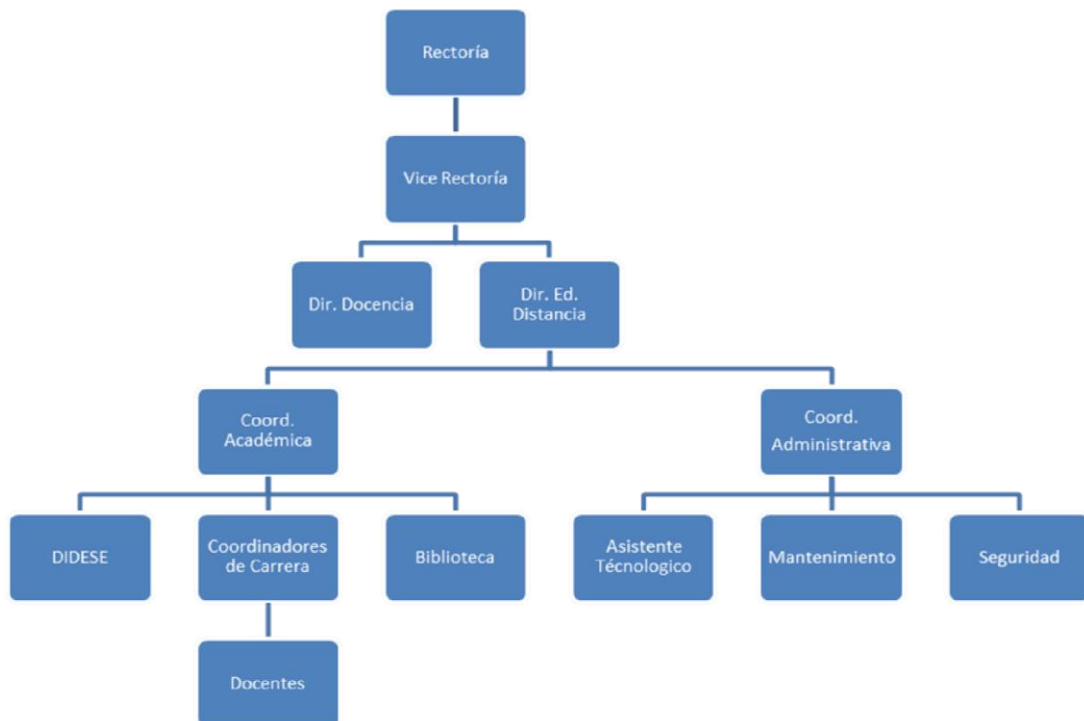 Rectoría
Vice Rectoría
Dir. Docencia
Dir. Ed.
Distancia
Coord.
Académica
Coord.
Administrativa
DIDESE
Coordinadores
de Carrera
Biblioteca
Asistente
Técnologico
Mantenimiento
Seguridad
Docentes